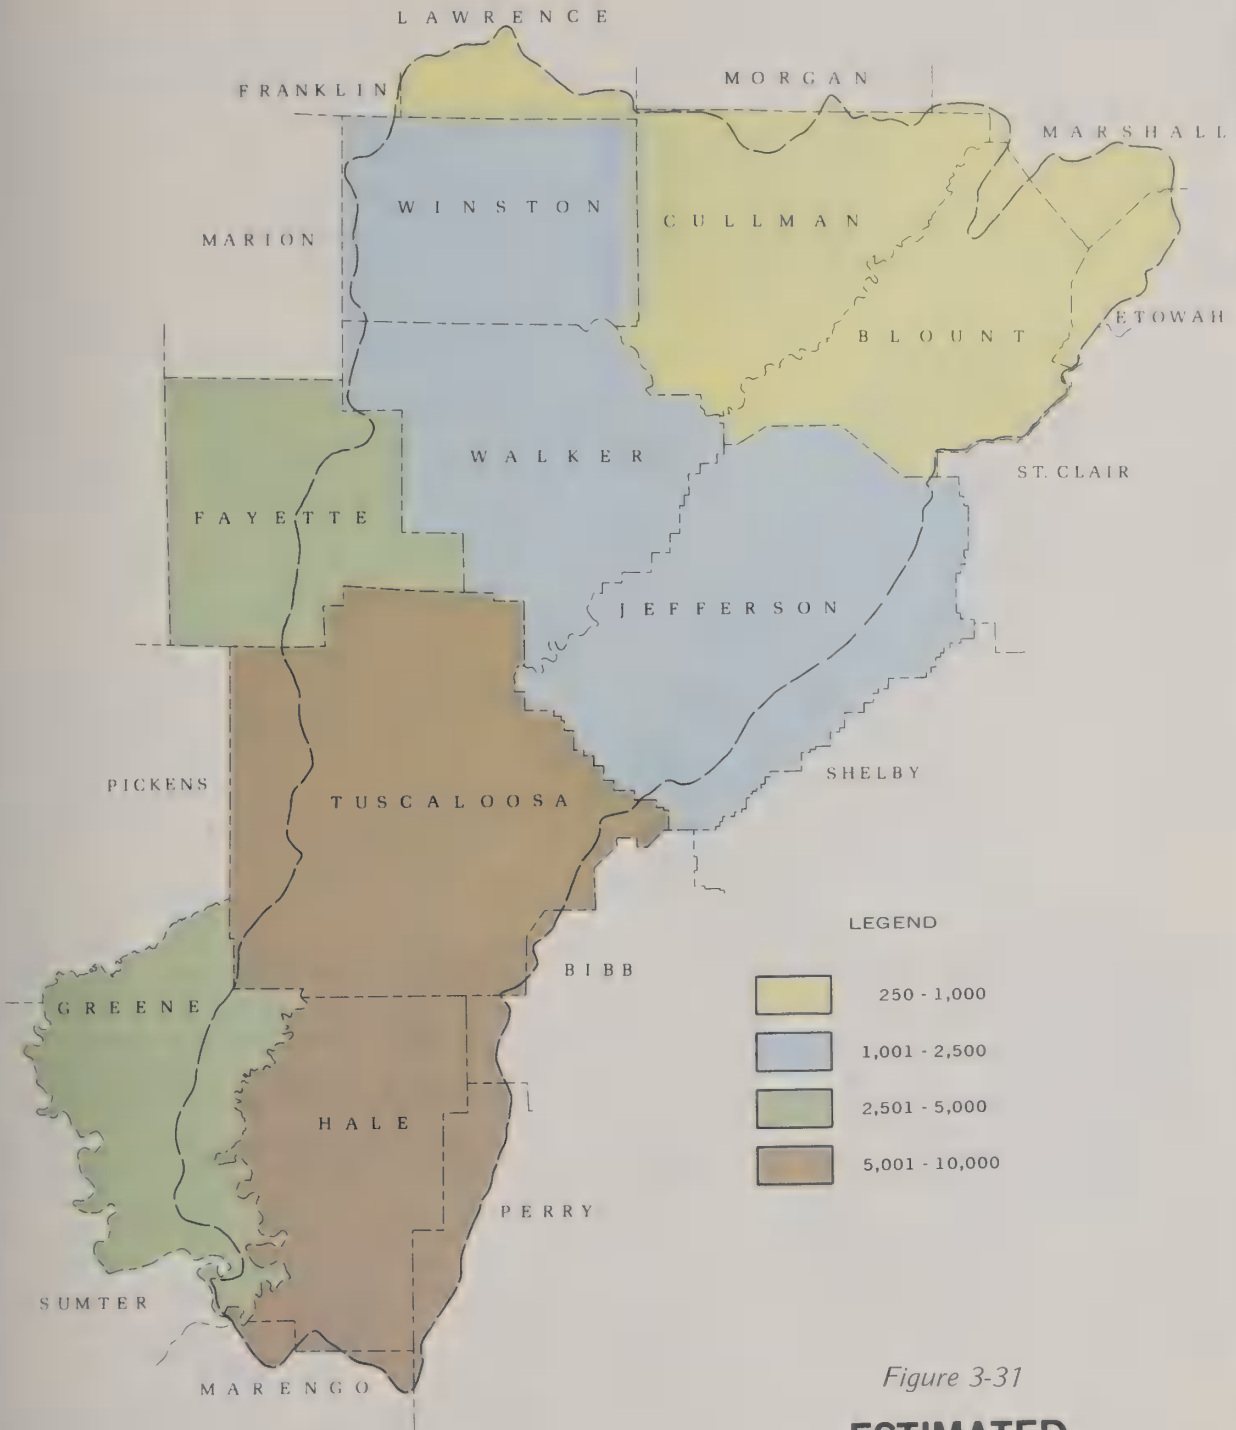 LAWRENCE
FRANKLIN
MORGAN
MARSHALL
WINSTON
CULLMAN
MARION
ETOWAH
BLOUNT
WALKER
ST. CLAIR
FAYETTE
JEFFERSON
SHELBY
PICKENS
TUSCALOOSA
LEGEND
BIBB
250 - 1,000
GREENE
1,001 - 2,500
2,501 - 5,000
HALE
5,001 - 10,000
PERRY
SUMTER
MARENGO
Figure 3-31
ESTIMATED